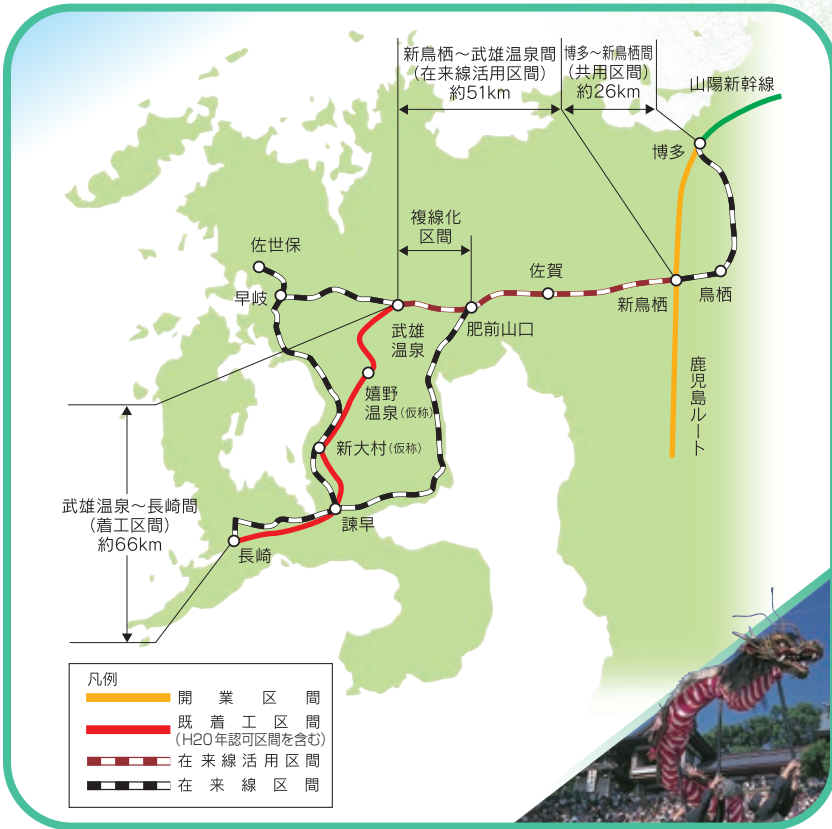 新鳥栖～武雄温泉間
（在来線活用区間）
約51km
博多～新鳥栖間
（共用区間）
約26km
山陽新幹線
博多
複線化
区間
佐世保
早岐
佐賀
新鳥栖
鳥栖
武雄
温泉
肥前山口
嬉野
温泉(仮称)
鹿児島ルート
新大村(仮称)
武雄温泉～長崎間
（着工区間）
約66km
諫早
長崎
凡例
開業区間
既着工区間
（H20年認可区間を含む）
在来線活用区間
在来線区間